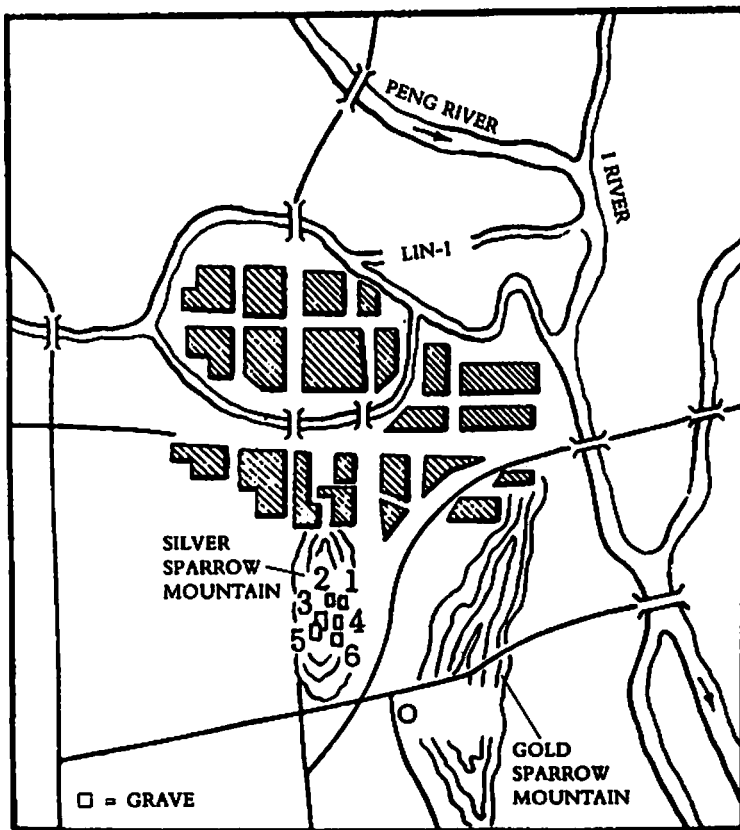 PENG RIVER
I RIVER
LIN-I
SILVER
SPARROW
MOUNTAIN
2 1
3
4
5
6
GOLD
SPARROW
MOUNTAIN
□ = GRAVE